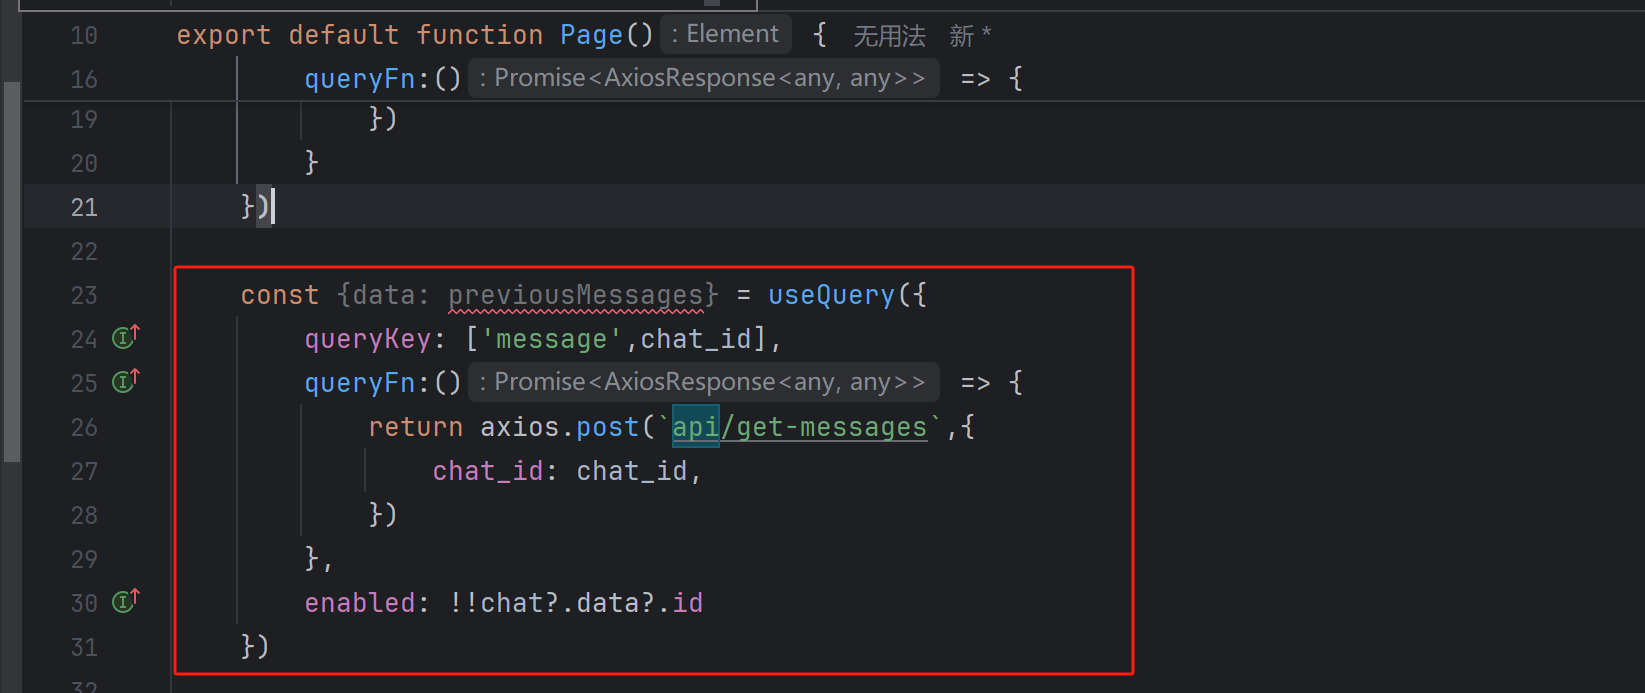 10 export default function Page() : Element { 无用法 新 *
16 queryFn:() : Promise<AxiosResponse<any, any>> => {
19 })
20 }
21 })
22
23 const {data: previousMessages} = useQuery({
24 queryKey: ['message',chat_id],
25 queryFn:() : Promise<AxiosResponse<any, any>> => {
26 return axios.post(`api/get-messages`,{
27 chat_id: chat_id,
28 })
29 },
30 enabled: !!chat?.data?.id
31 })
32